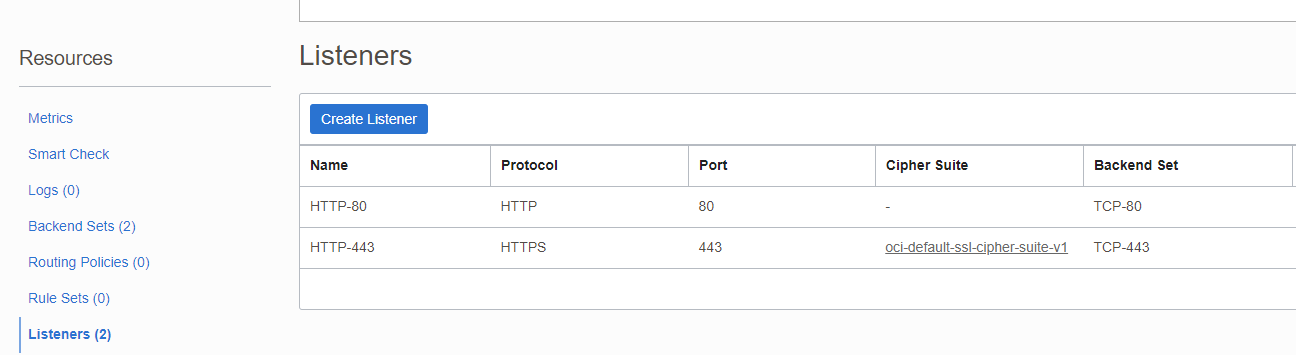 Resources
Metrics
Smart Check
Logs (0)
Backend Sets (2)
Routing Policies (0)
Rule Sets (0)
Listeners (2)
Listeners
Create Listener
Name Protocol Port Cipher Suite Backend Set
HTTP-80 HTTP 80 - TCP-80
HTTP-443 HTTPS 443 oci-default-ssl-cipher-suite-v1 TCP-443